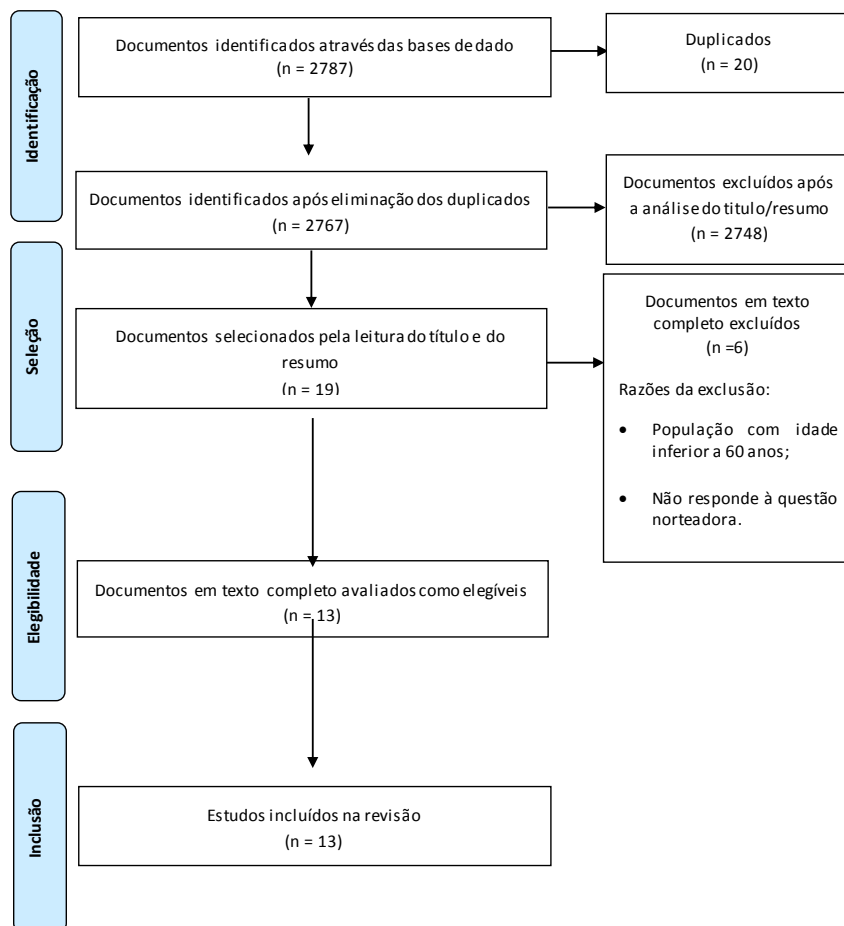 Identificação
Documentos identificados através das bases de dado
(n = 2787)
Duplicados
(n = 20)
Documentos identificados após eliminação dos duplicados
(n = 2767)
Documentos excluídos após
a análise do titulo/resumo
(n = 2748)
Seleção
Documentos selecionados pela leitura do título e do
resumo
(n = 19)
Documentos em texto
completo excluídos
(n =6)
Razões da exclusão:
• População com idade
inferior a 60 anos;
• Não responde à questão
norteadora.
Elegibilidade
Documentos em texto completo avaliados como elegíveis
(n = 13)
Inclusão
Estudos incluídos na revisão
(n = 13)